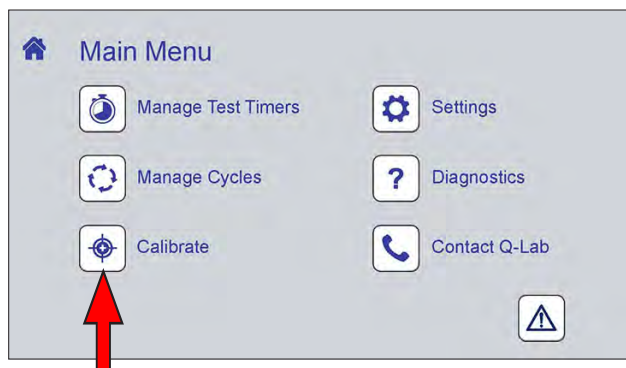 Main Menu
Manage Test Timers
Settings
Manage Cycles
? Diagnostics
Calibrate
Contact Q-Lab